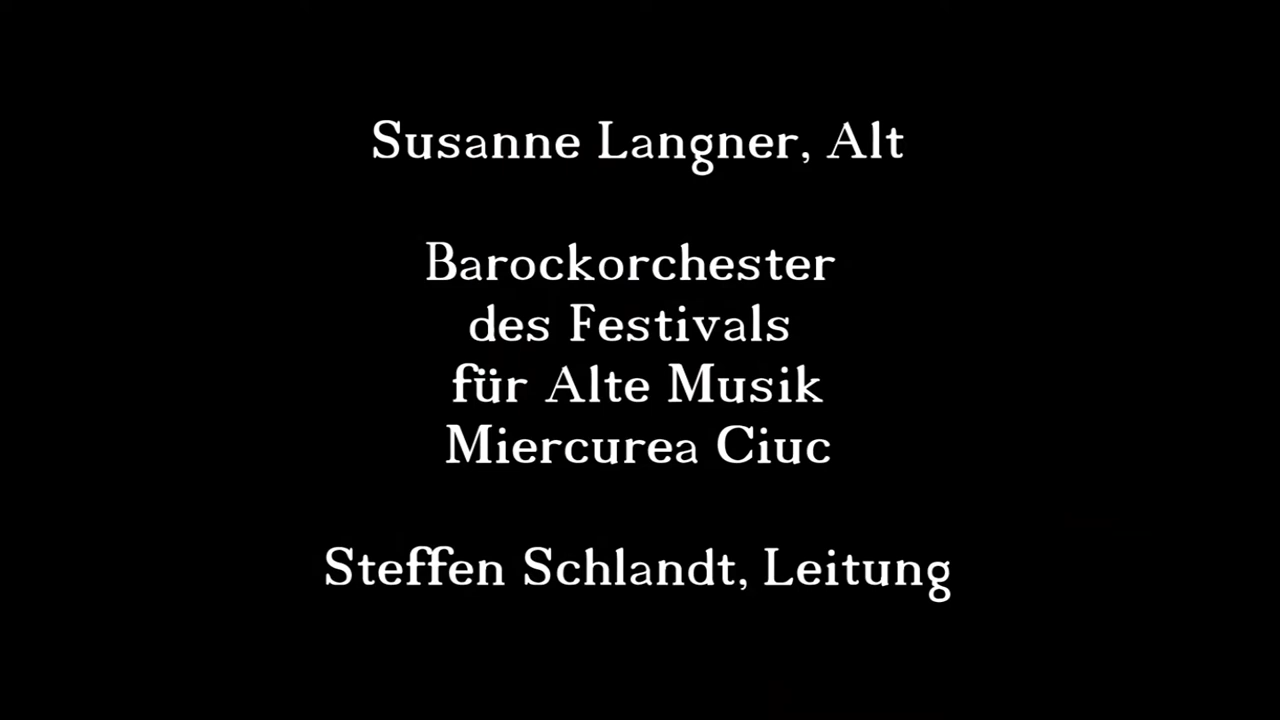 Susanne Langner, Alt
Barockorchester
des Festivals
für Alte Musik
Miercurea Ciuc
Steffen Schlandt, Leitung